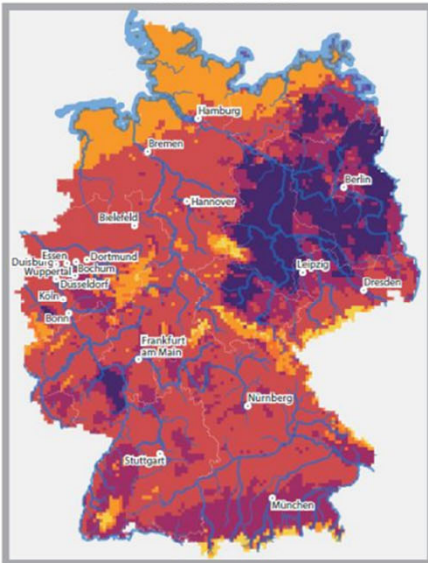 Hamburg
Bremen
Berlin
Hannover
Bielefeld
Essen
Dortmund
Duisburg
Bochum
Wuppertal
Düsseldorf
Leipzig
Dresden
Köln
Bonn
Frankfurt
am Main
Nürnberg
Stuttgart
München